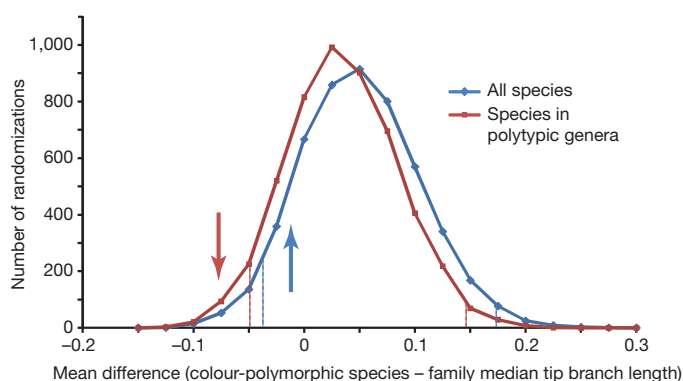 1,000
800
600
400
200
0
Number of randomizations
All species
Species in
polytypic genera
–0.2
–0.1
0
0.1
0.2
0.3
Mean difference (colour-polymorphic species – family median tip branch length)